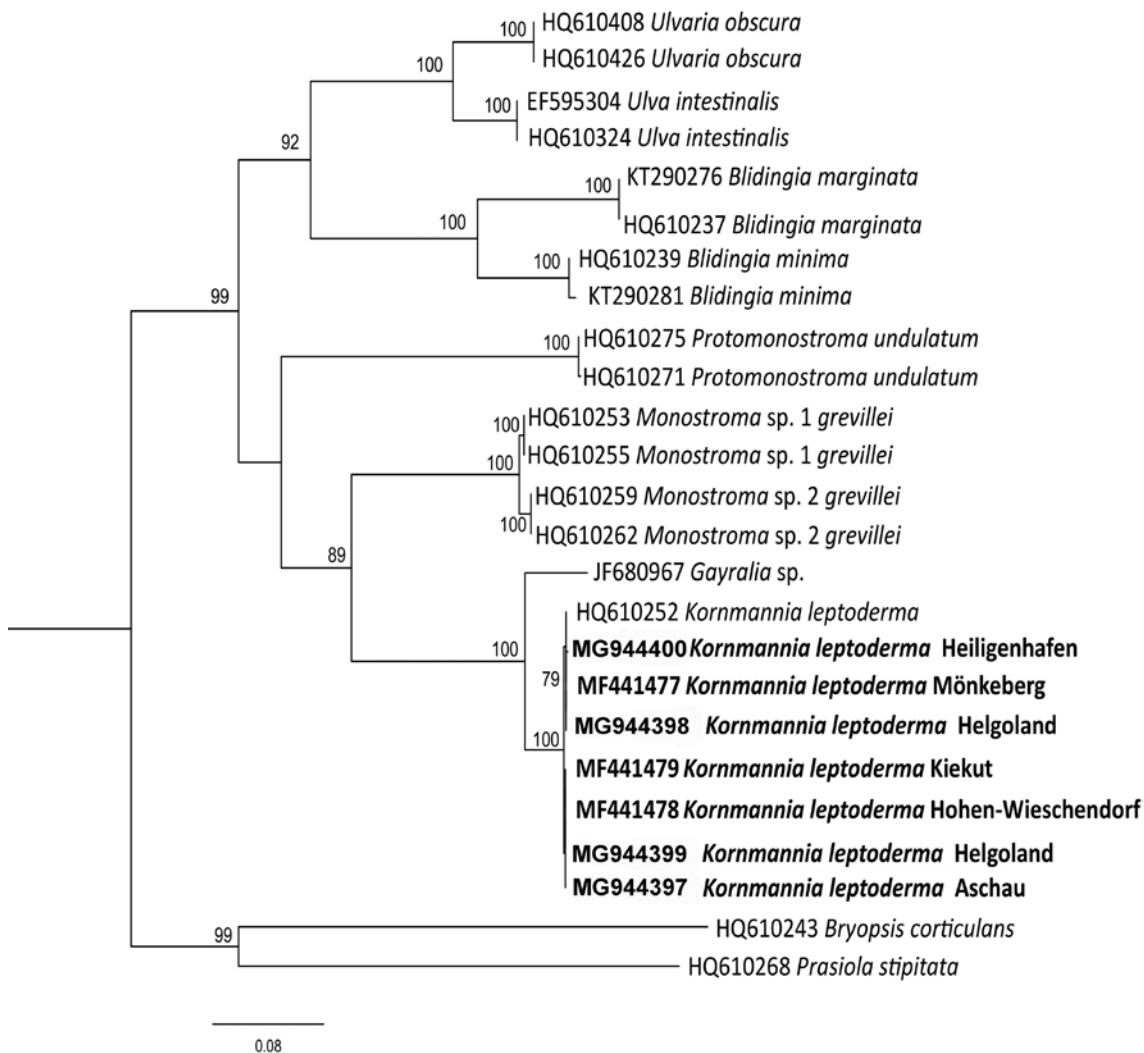 100 HQ610408 Ulvaria obscura
HQ610426 Ulvaria obscura
100
100 EF595304 Ulva intestinalis
HQ610324 Ulva intestinalis
92
100 KT290276 Blidingia marginata
HQ610237 Blidingia marginata
100
100 HQ610239 Blidingia minima
KT290281 Blidingia minima
99
100 HQ610275 Protomonostroma undulatum
HQ610271 Protomonostroma undulatum
100 HQ610253 Monostroma sp. 1 grevillei
HQ610255 Monostroma sp. 1 grevillei
100
HQ610259 Monostroma sp. 2 grevillei
100 HQ610262 Monostroma sp. 2 grevillei
89
JF680967 Gayralia sp.
HQ610252 Kornmannia leptoderma
100
MG944400 Kornmannia leptoderma Heiligenhafen
79
MF441477 Kornmannia leptoderma Mönkeberg
MG944398 Kornmannia leptoderma Helgoland
100
MF441479 Kornmannia leptoderma Kiekut
MF441478 Kornmannia leptoderma Hohen-Wieschendorf
MG944399 Kornmannia leptoderma Helgoland
MG944397 Kornmannia leptoderma Aschau
99
HQ610243 Bryopsis corticulans
HQ610268 Prasiola stipitata
0.08